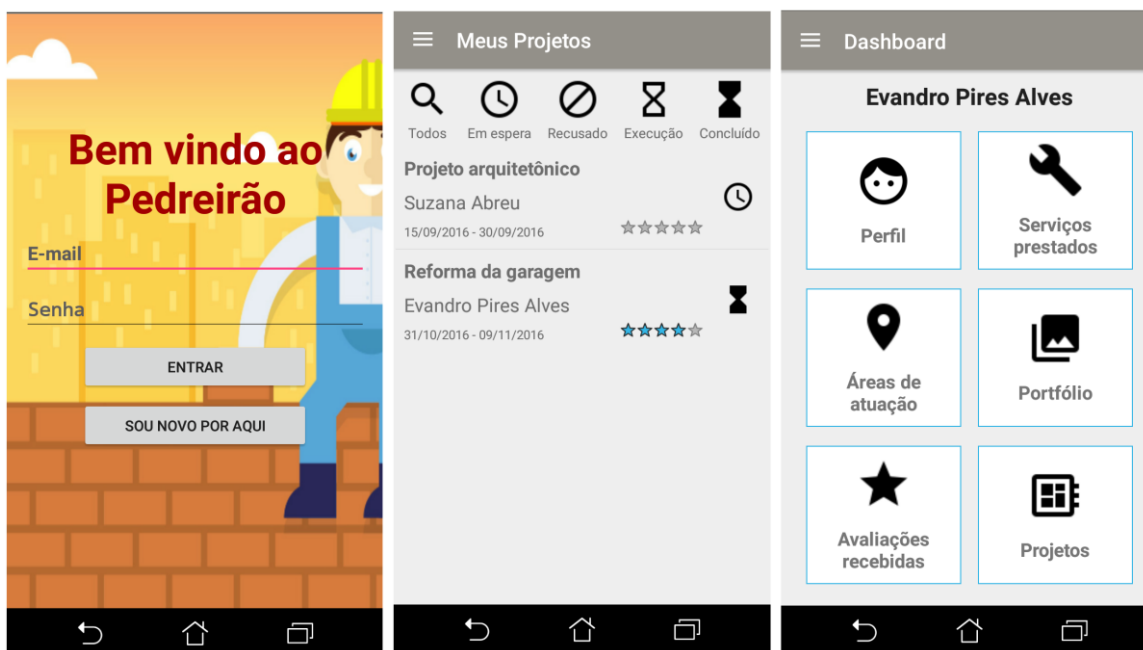 Bem vindo ao
Pedreirão
E-mail
Senha
ENTRAR
SOU NOVO POR AQUI
Meus Projetos
Todos
Em espera
Recusado
Execução
Concluído
Projeto arquitetônico
Suzana Abreu
15/09/2016 - 30/09/2016
Reforma da garagem
Evandro Pires Alves
31/10/2016 - 09/11/2016
Dashboard
Evandro Pires Alves
Perfil
Serviços
prestados
Áreas de
atuação
Portfólio
Avaliações
recebidas
Projetos